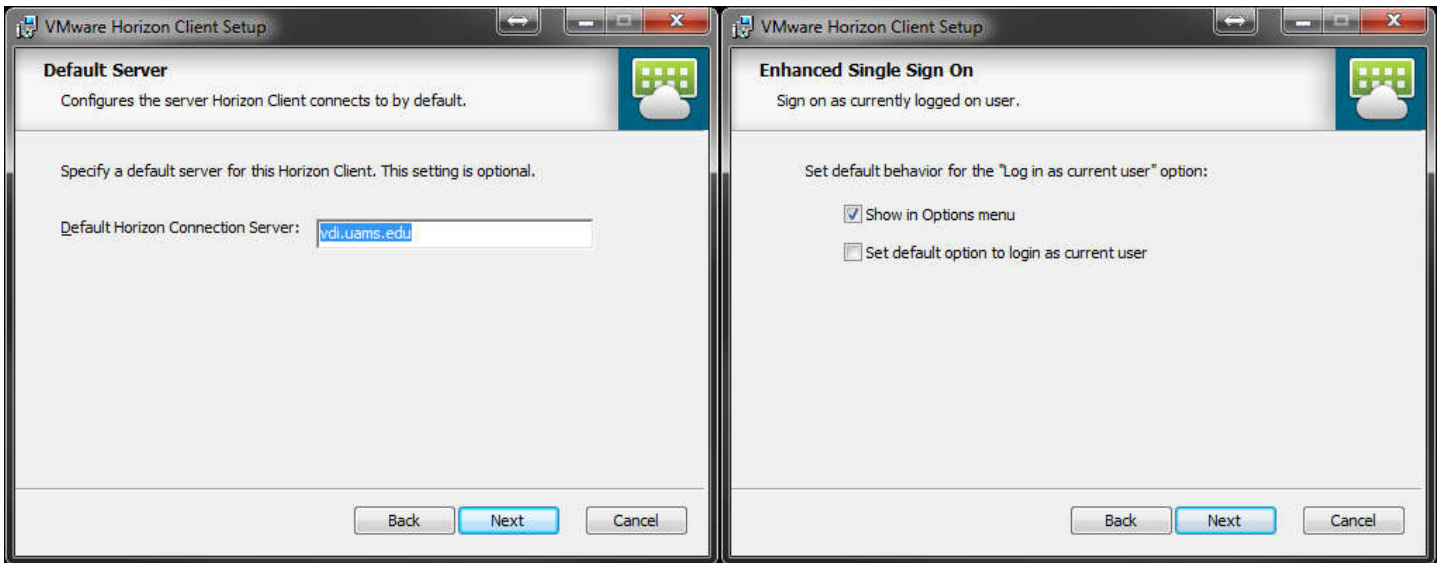 VMware Horizon Client Setup
Default Server
Configures the server Horizon Client connects to by default.
Specify a default server for this Horizon Client. This setting is optional.
Default Horizon Connection Server: vdi.uams.edu
Back Next Cancel
VMware Horizon Client Setup
Enhanced Single Sign On
Sign on as currently logged on user.
Set default behavior for the "Log in as current user" option:
Show in Options menu
Set default option to login as current user
Back Next Cancel